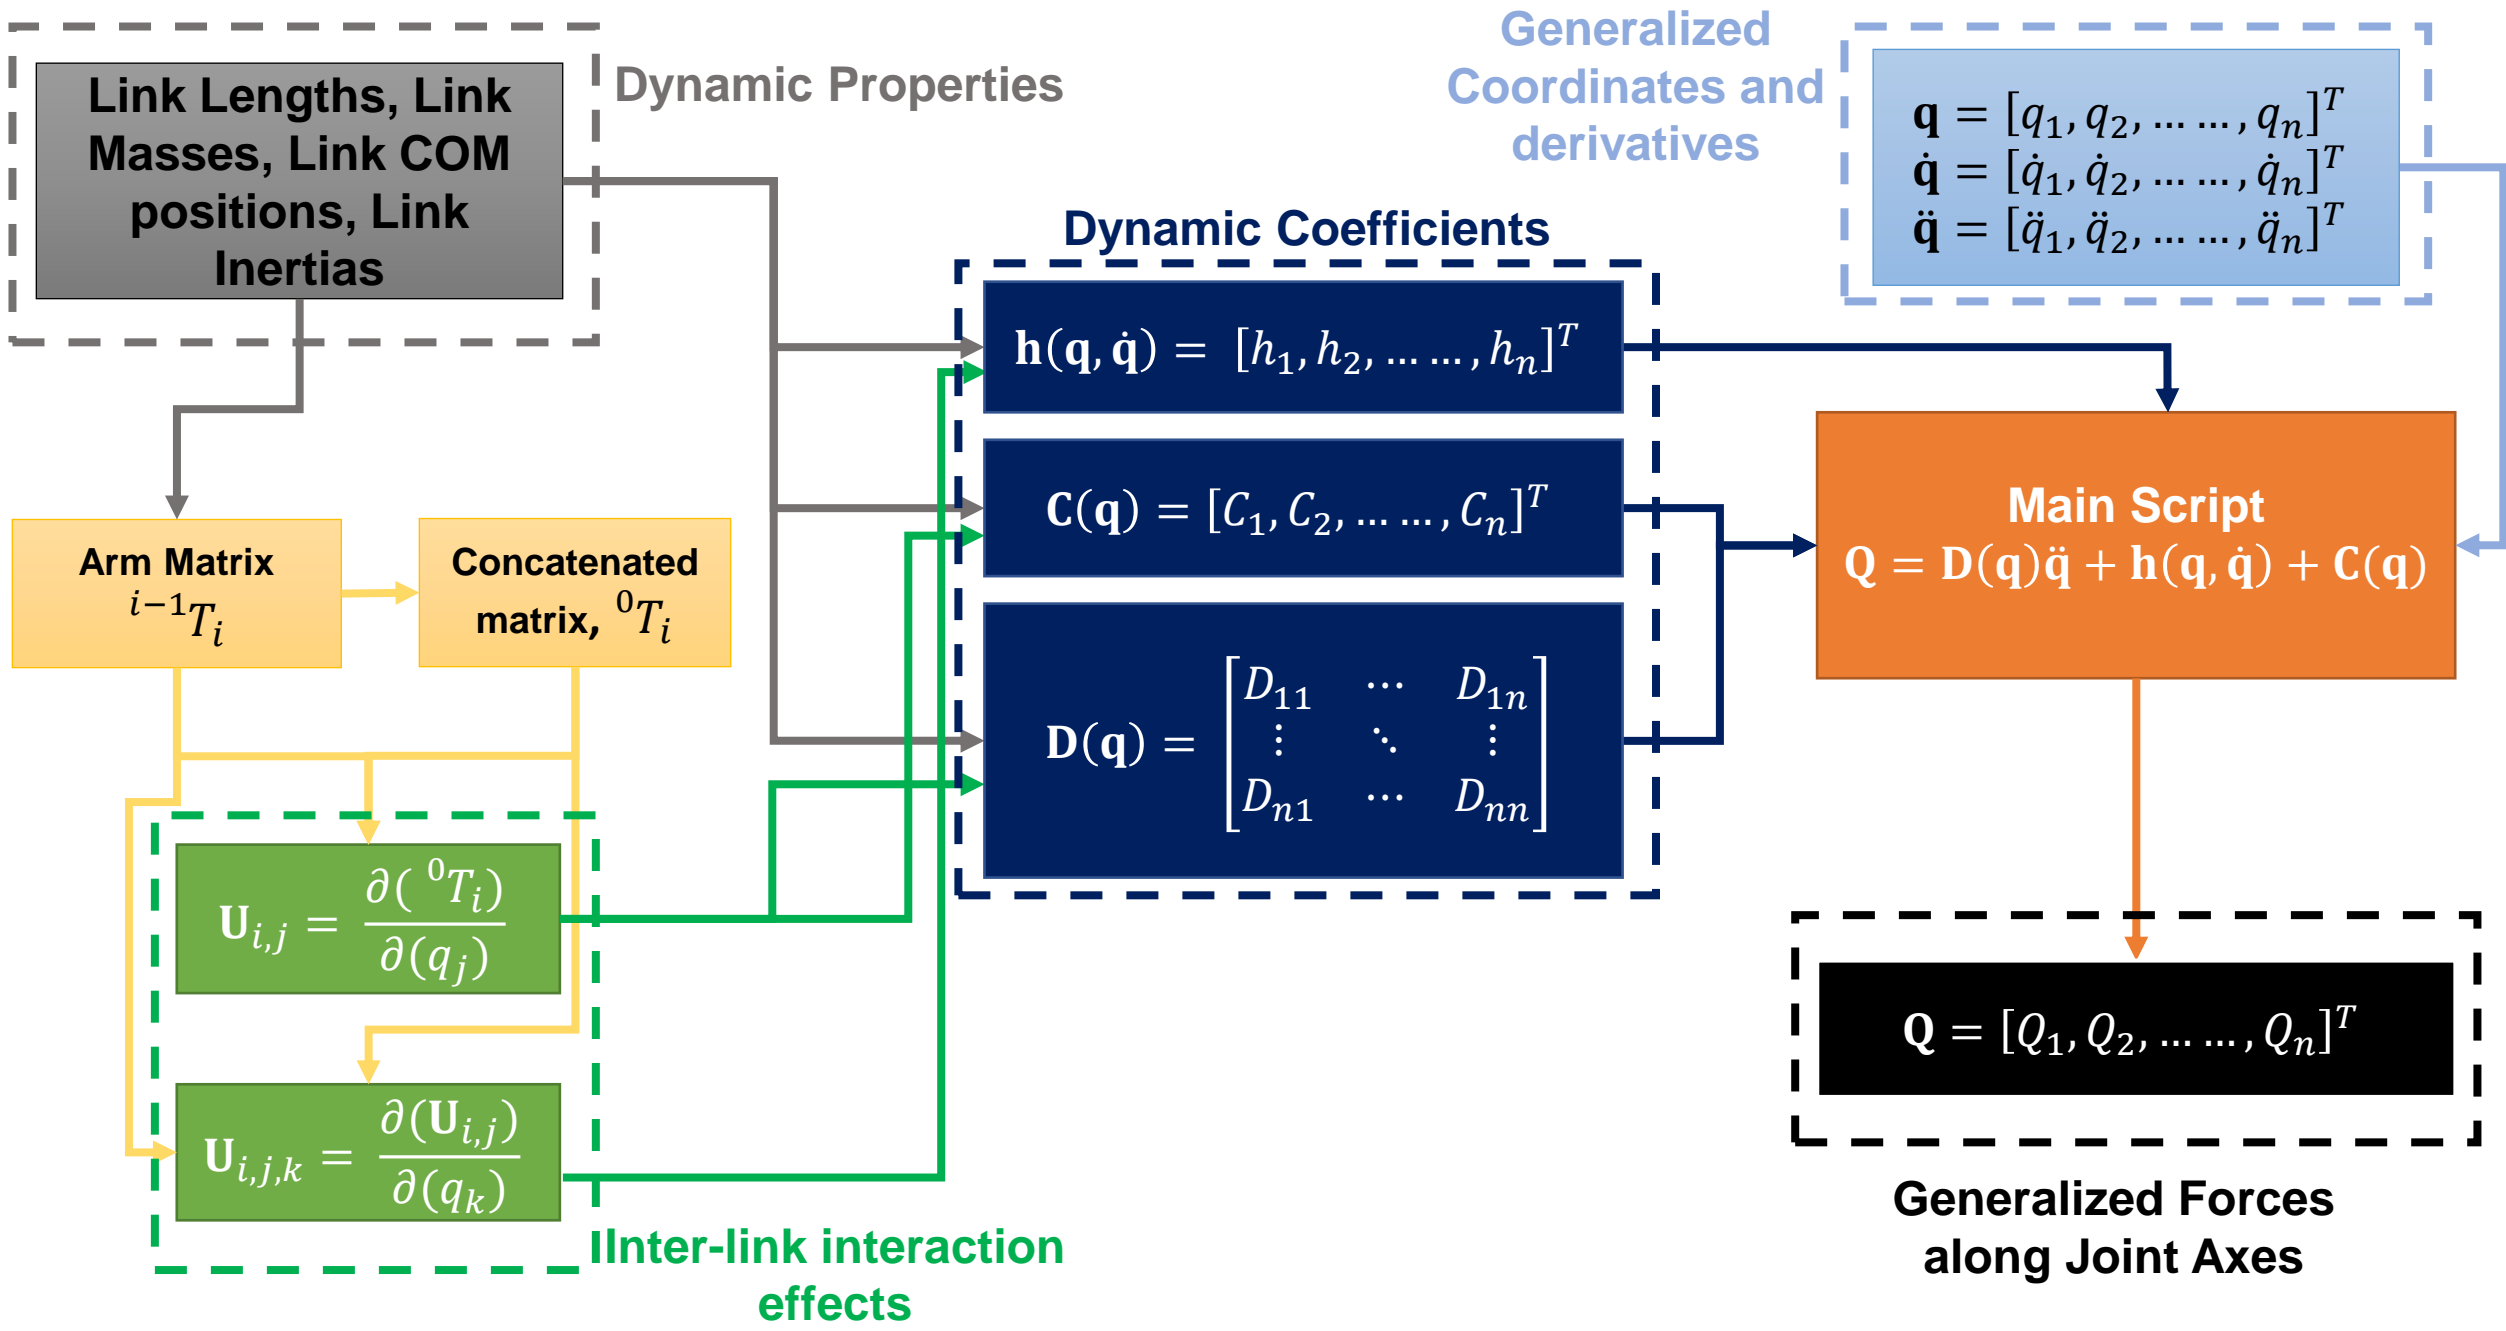 Dynamic Properties
Link Lengths, Link
Masses, Link COM
positions, Link
Inertias
Generalized
Coordinates and
derivatives
𝐪 = [q₁, q₂, … …, qₙ]ᵀ
𝐪̇ = [q̇₁, q̇₂, … …, q̇ₙ]ᵀ
𝐪̈ = [q̈₁, q̈₂, … …, q̈ₙ]ᵀ
Dynamic Coefficients
𝐡(𝐪, 𝐪̇) = [h₁, h₂, … …, hₙ]ᵀ
𝐂(𝐪) = [C₁, C₂, … …, Cₙ]ᵀ
𝐃(𝐪) = [D₁₁ ⋯ D₁ₙ
⋮ ⋱ ⋮
Dₙ₁ ⋯ Dₙₙ]
Main Script
𝐐 = 𝐃(𝐪)𝐪̈ + 𝐡(𝐪, 𝐪̇) + 𝐂(𝐪)
Arm Matrix
ⁱ⁻¹Tᵢ
Concatenated
matrix, ⁰Tᵢ
𝐔ᵢ,ⱼ = ∂(⁰Tᵢ) / ∂(qⱼ)
𝐔ᵢ,ⱼ,ₖ = ∂(𝐔ᵢ,ⱼ) / ∂(qₖ)
Inter-link interaction
effects
𝐐 = [Q₁, Q₂, … …, Qₙ]ᵀ
Generalized Forces
along Joint Axes